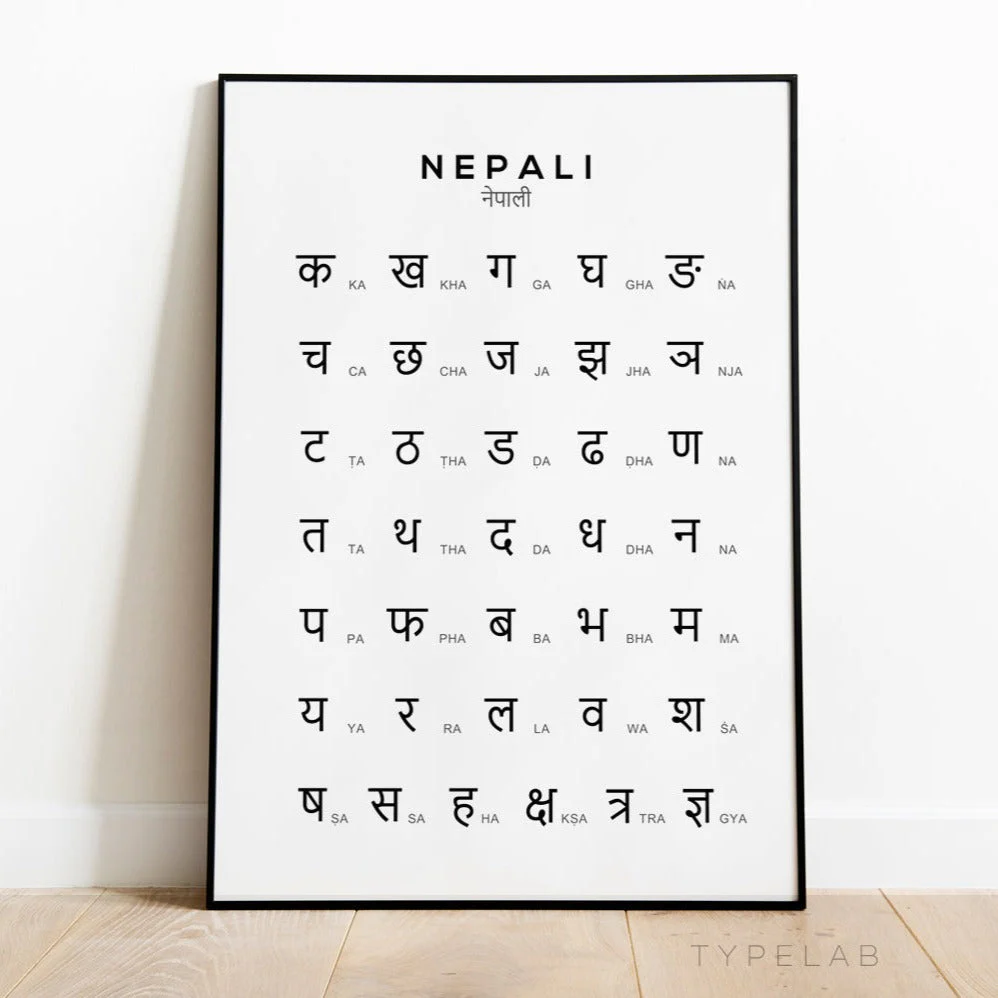 NEPALI
नेपाली
क KA ख KHA ग GA घ GHA ङ ṄA
च CA छ CHA ज JA झ JHA ञ NJA
ट ṬA ठ ṬHA ड ḌA ढ ḌHA ण NA
त TA थ THA द DA ध DHA न NA
प PA फ PHA ब BA भ BHA म MA
य YA र RA ल LA व WA श ŚA
ष ṢA स SA ह HA क्ष KṢA त्र TRA ज्ञ GYA
TYPELAB